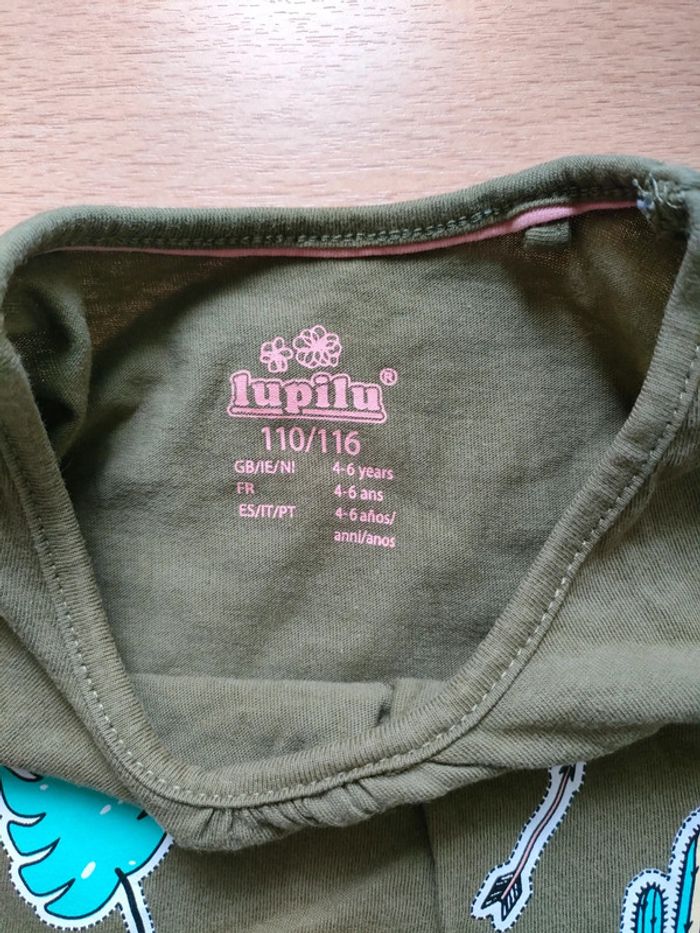 lupilu®
110/116
GB/IE/NI 4-6 years
FR 4-6 ans
ES/IT/PT 4-6 años/
anni/anos